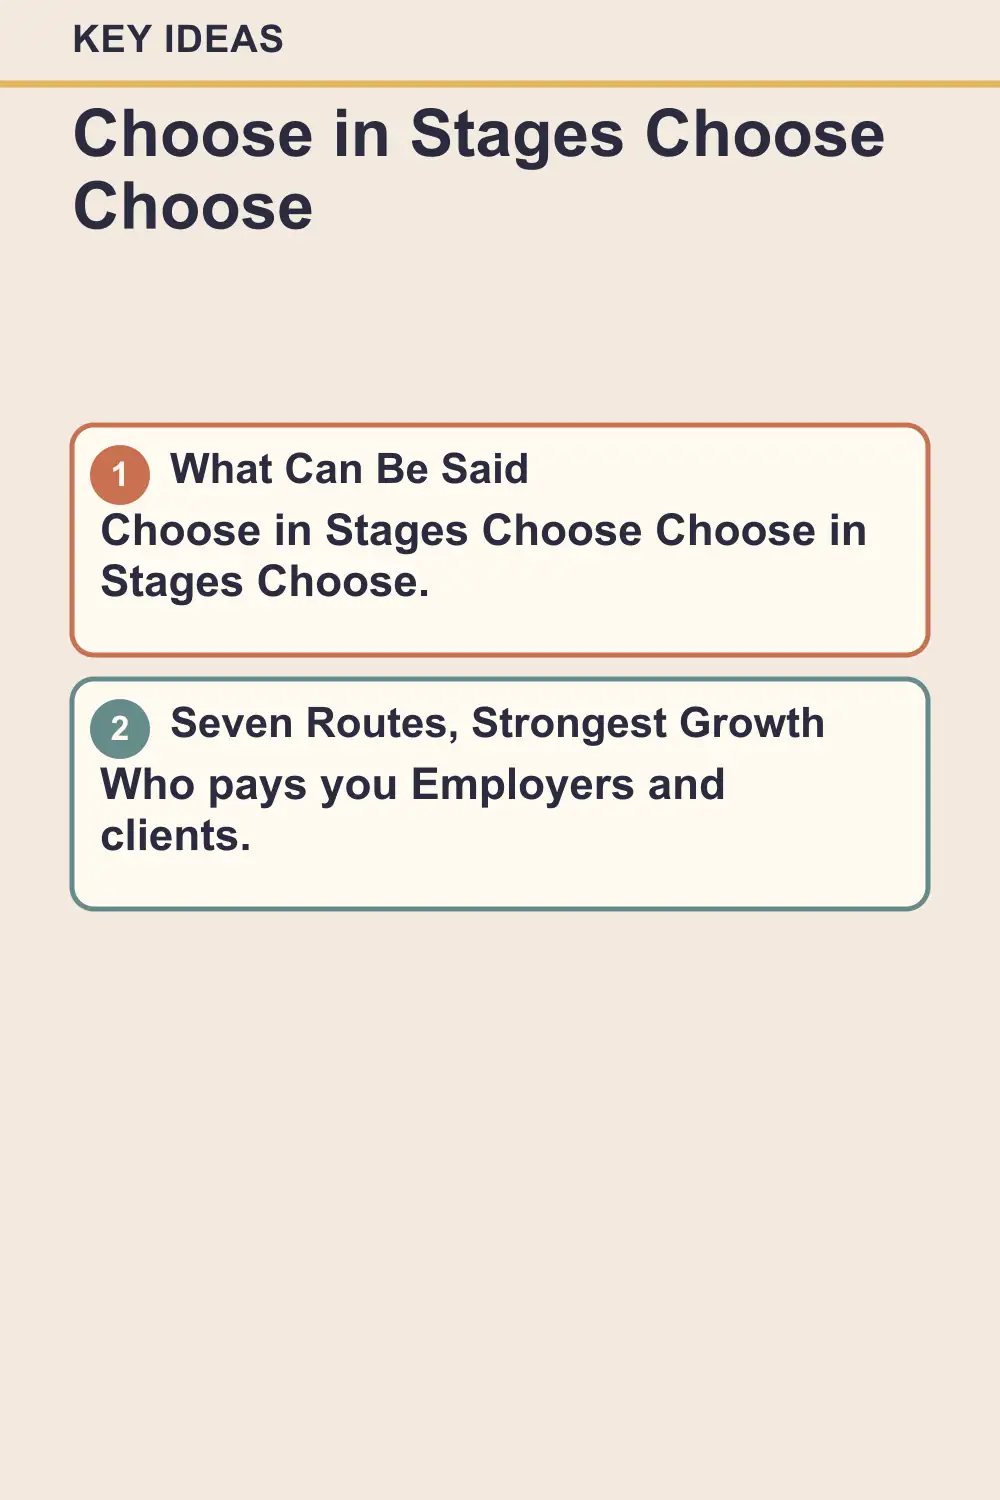 KEY IDEAS
Choose in Stages Choose
Choose
1 What Can Be Said
Choose in Stages Choose Choose in
Stages Choose.
2 Seven Routes, Strongest Growth
Who pays you Employers and
clients.